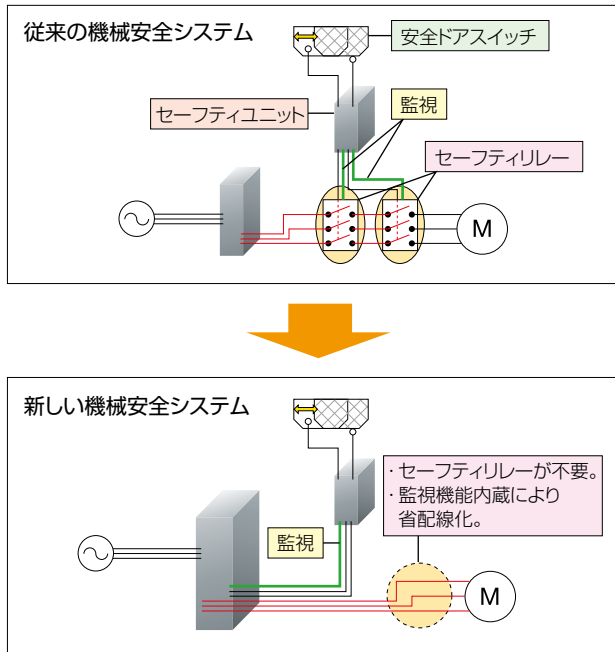 従来の機械安全システム
安全ドアスイッチ
セーフティユニット
監視
セーフティリレー
M
新しい機械安全システム
・セーフティリレーが不要。
・監視機能内蔵により
省配線化。
監視
M